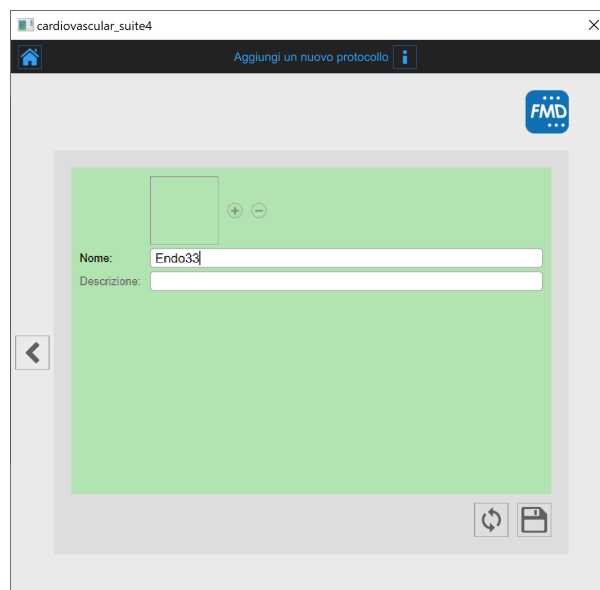 cardiovascular_suite4
Aggiungi un nuovo protocollo
FMD
Nome: Endo33
Descrizione: